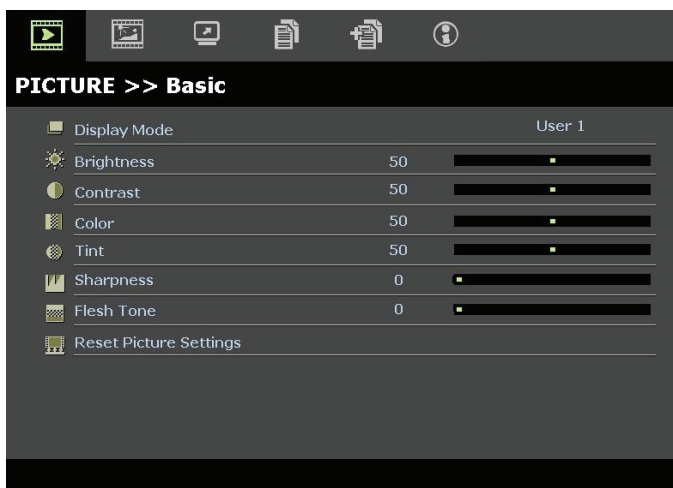 PICTURE >> Basic
Display Mode User 1
Brightness 50
Contrast 50
Color 50
Tint 50
Sharpness 0
Flesh Tone 0
Reset Picture Settings